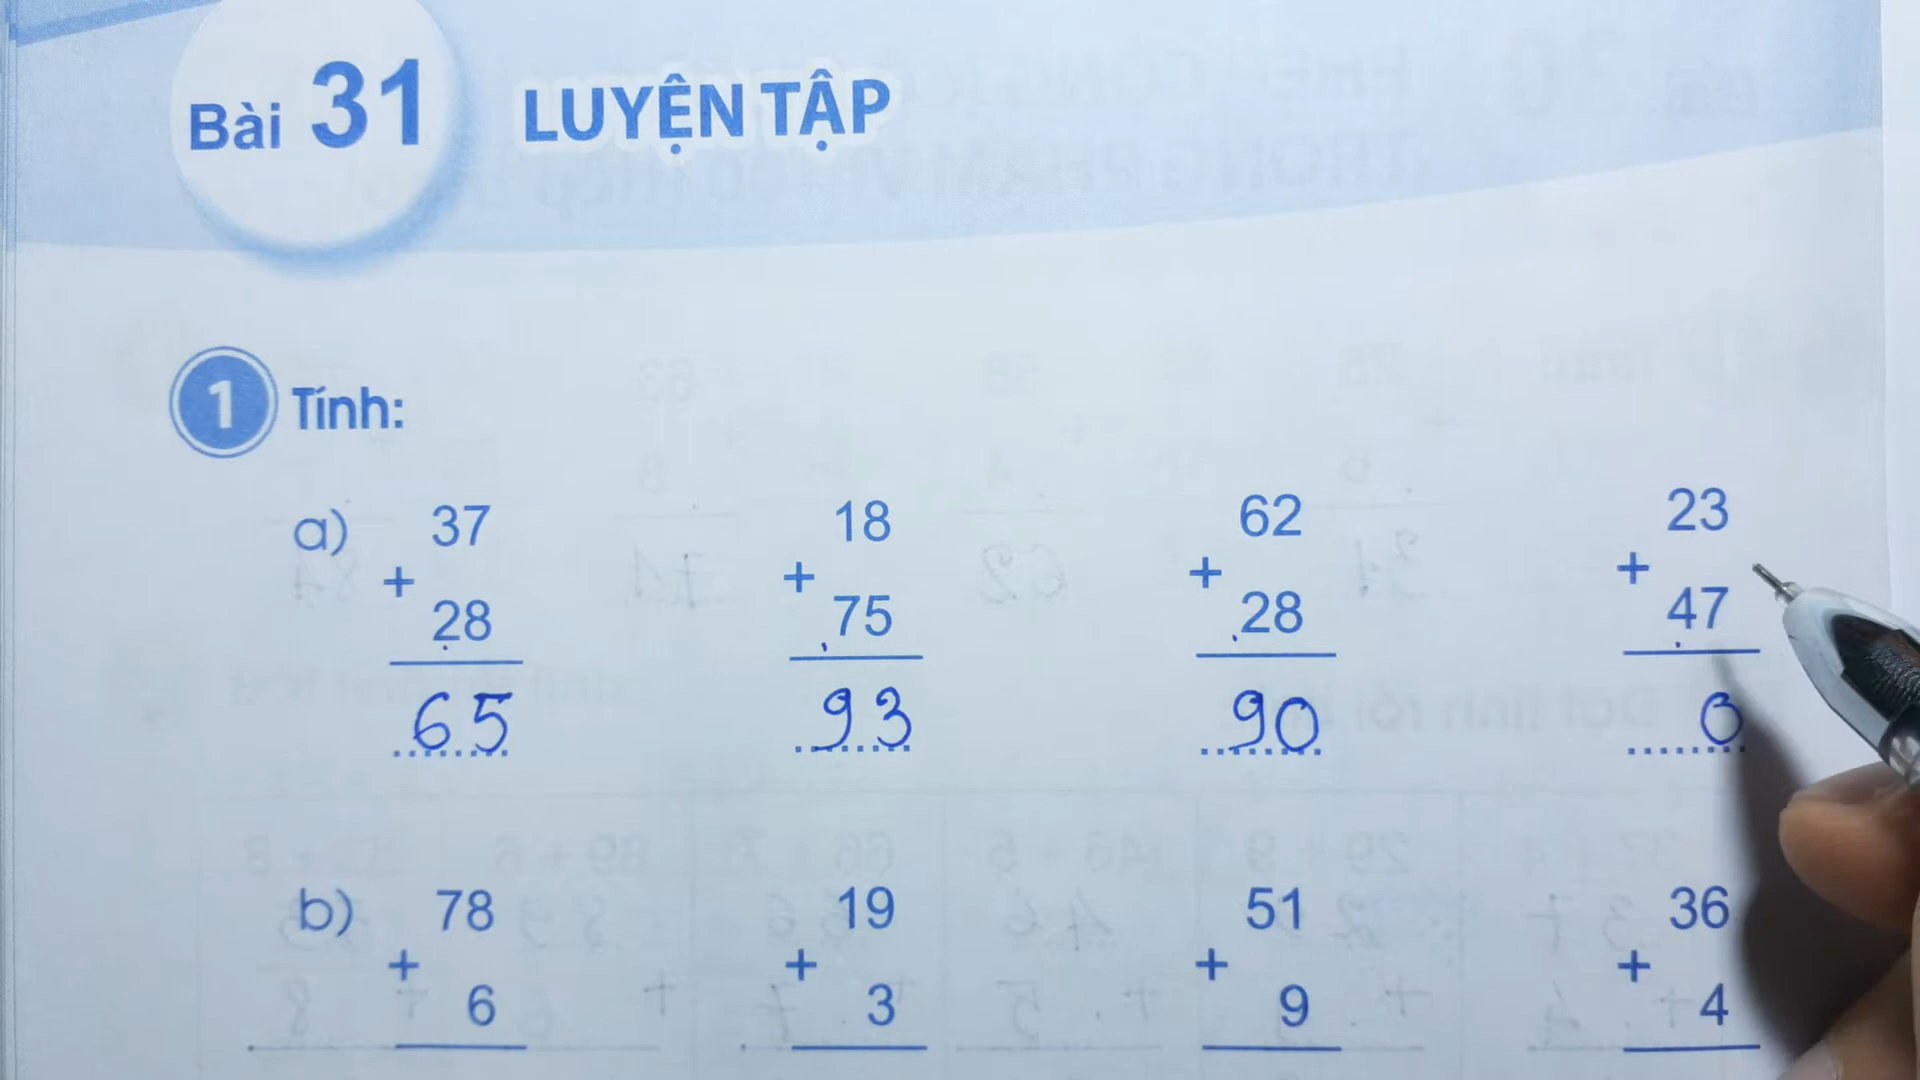 Bài 31 LUYỆN TẬP
1 Tính:
a) 37 18 62 23
+ + + +
28 75 28 47
65 93 90 0
b) 78 19 51 36
+ + + +
6 3 9 4